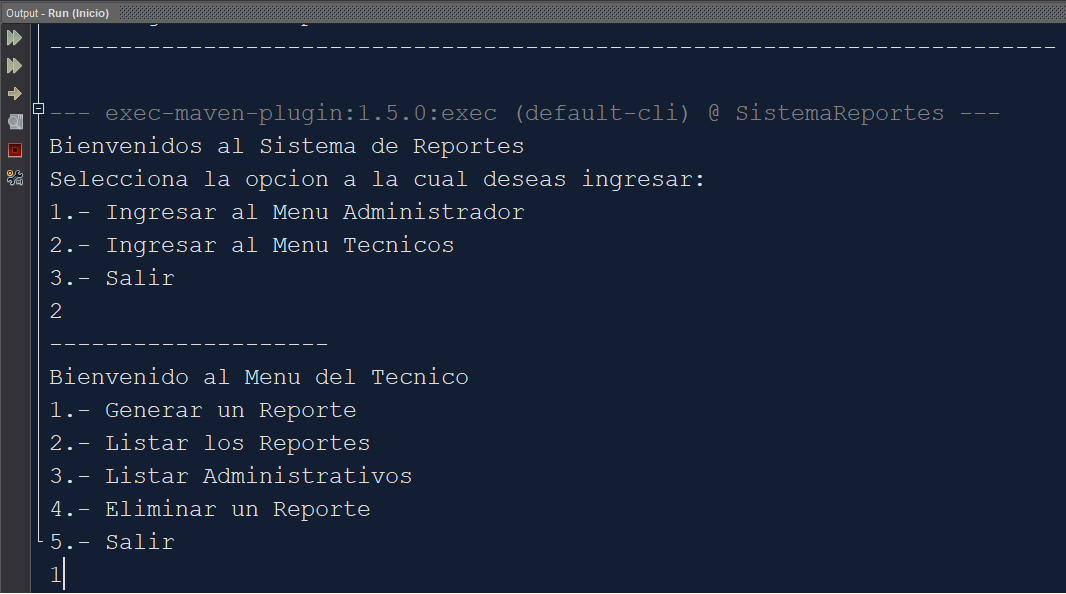 Output - Run (Inicio)
------------------------------------------------------------------------
--- exec-maven-plugin:1.5.0:exec (default-cli) @ SistemaReportes ---
Bienvenidos al Sistema de Reportes
Selecciona la opcion a la cual deseas ingresar:
1.- Ingresar al Menu Administrador
2.- Ingresar al Menu Tecnicos
3.- Salir
2
--------------------
Bienvenido al Menu del Tecnico
1.- Generar un Reporte
2.- Listar los Reportes
3.- Listar Administrativos
4.- Eliminar un Reporte
5.- Salir
1